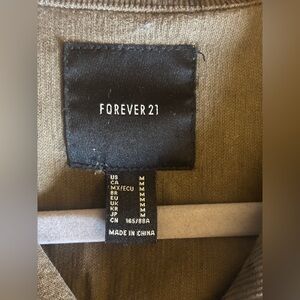 FOREVER 21
US M
CA M
MX/ECU M
BR M
EU M
UK M
KR M
JP M
CN 165/88A
MADE IN CHINA